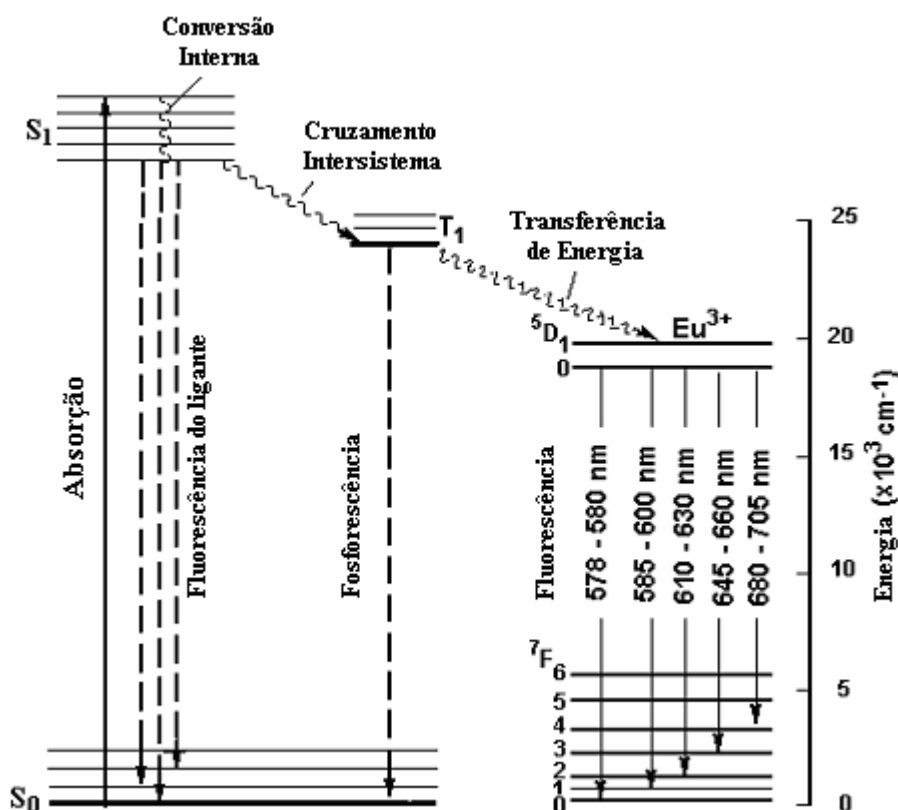 Conversão
Interna
S1
Cruzamento
Intersistema
T1
Transferência
de Energia
25
5D1
Eu3+
20
0
Absorção
Fluorescência do ligante
Fosforescência
Fluorescência
578 - 580 nm
585 - 600 nm
610 - 630 nm
645 - 660 nm
680 - 705 nm
15
10
Energia (x10³ cm-1)
7F6
5
4
3
2
1
0
5
0
S0